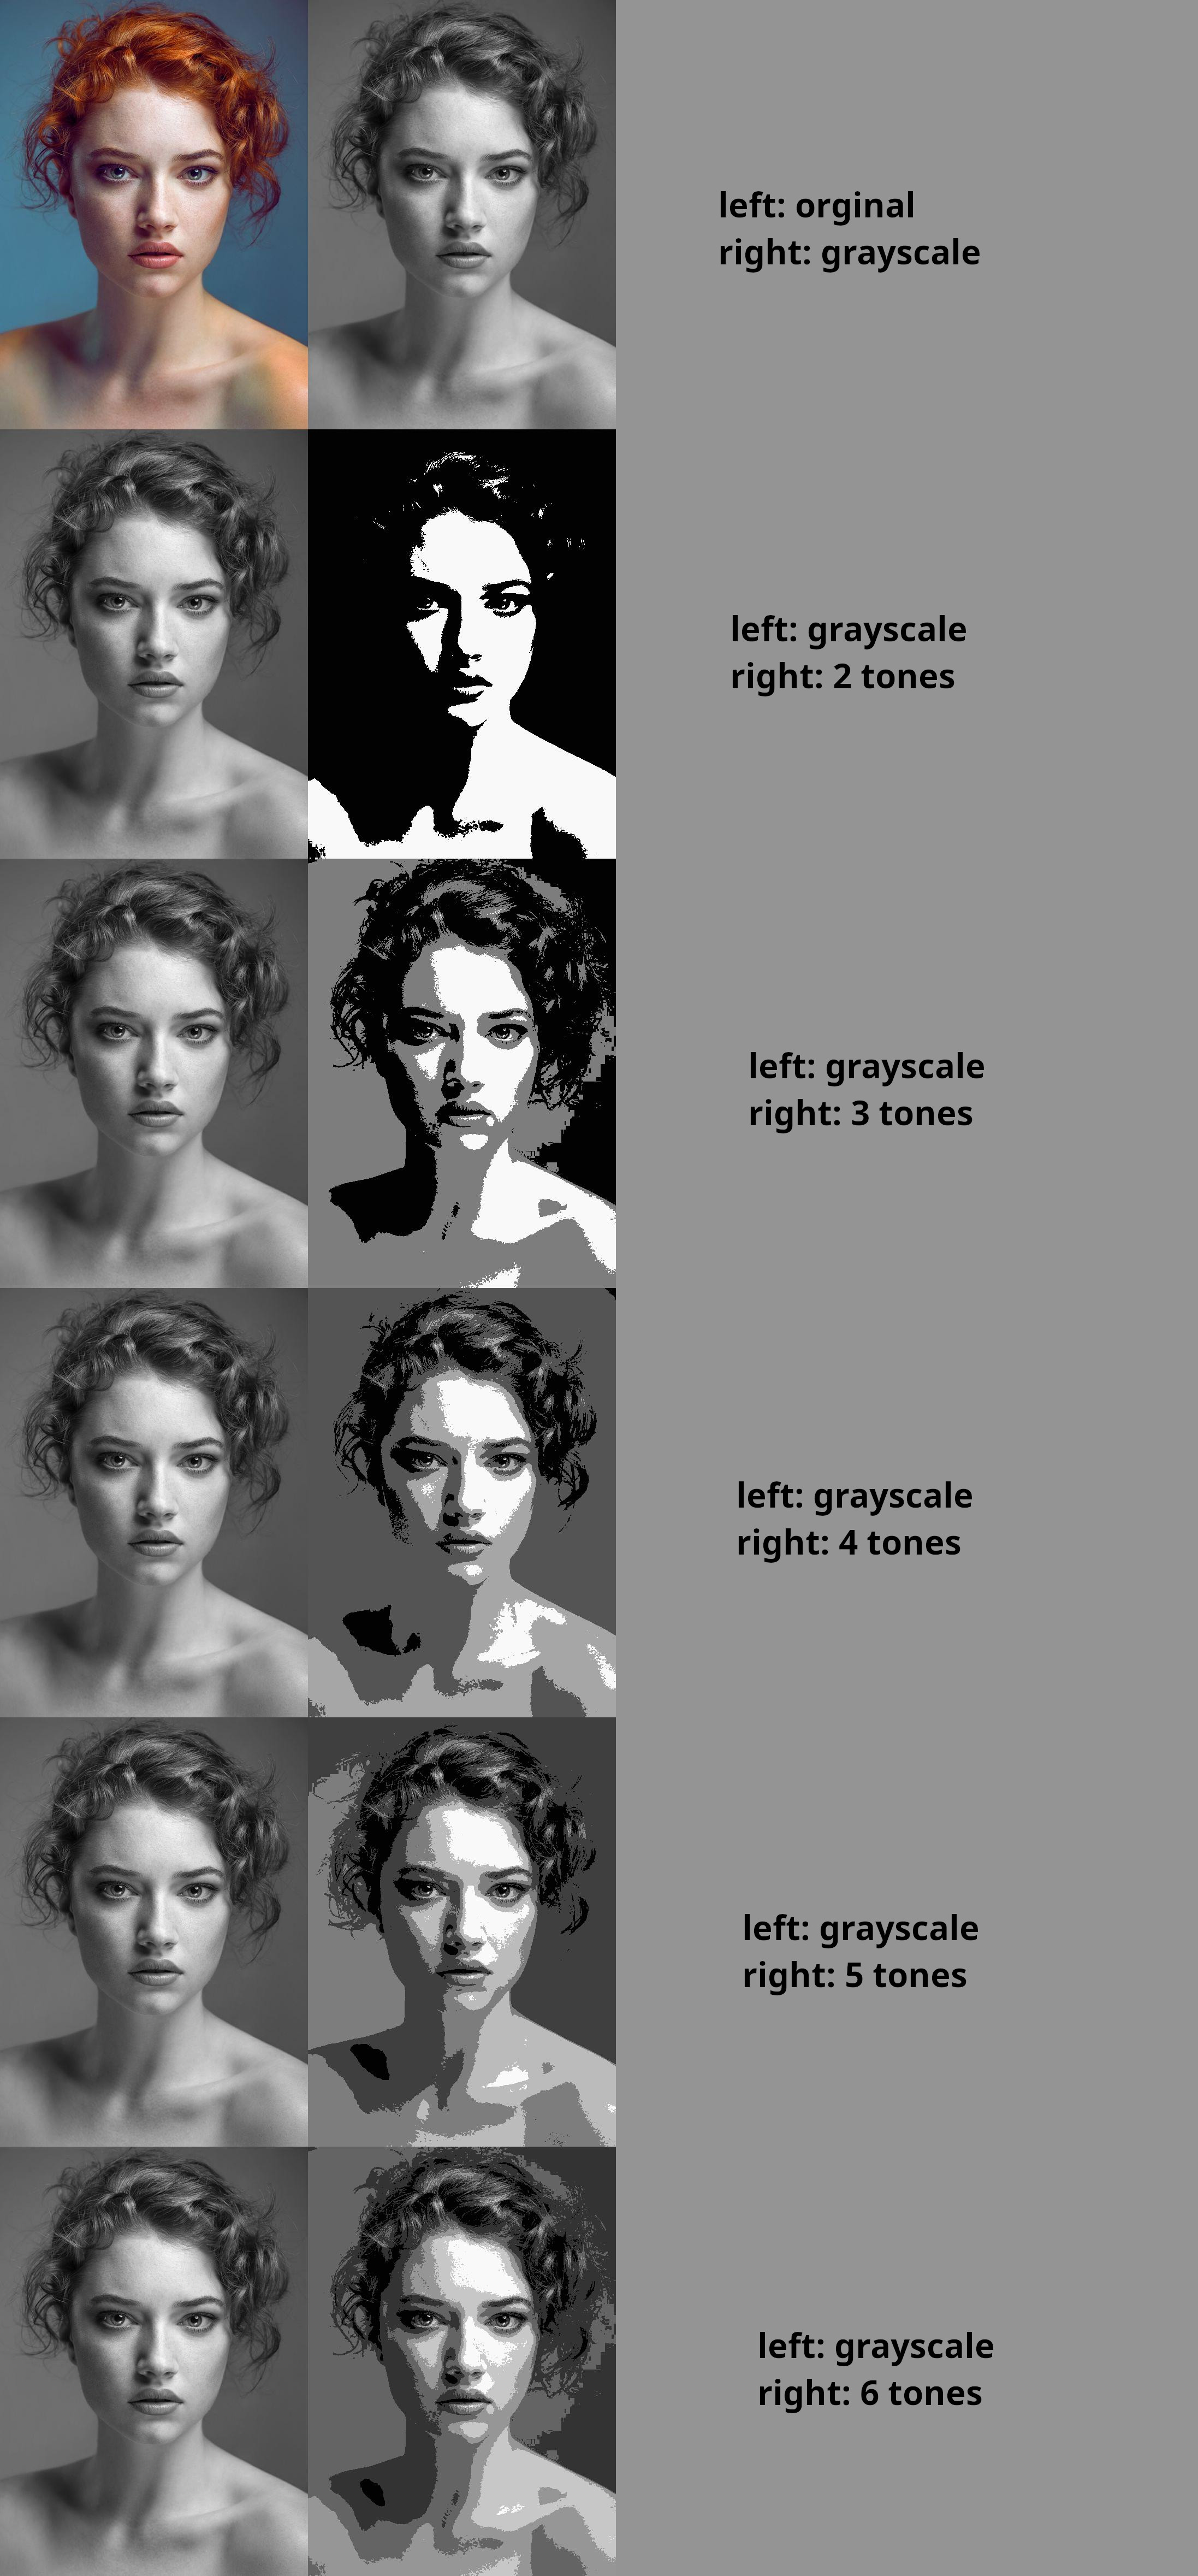 left: orginal
right: grayscale
left: grayscale
right: 2 tones
left: grayscale
right: 3 tones
left: grayscale
right: 4 tones
left: grayscale
right: 5 tones
left: grayscale
right: 6 tones